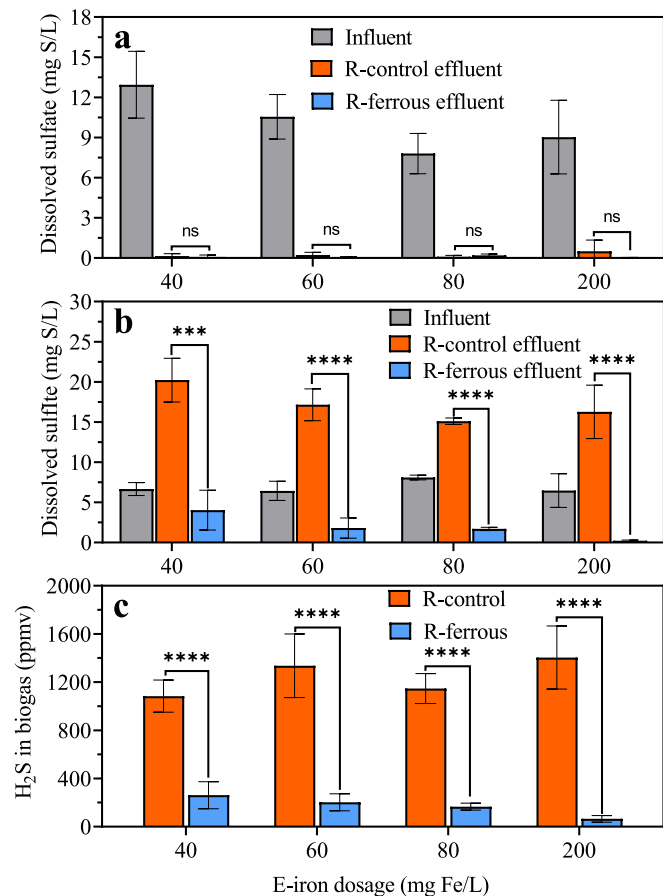 a
Dissolved sulfate (mg S/L)
Influent
R-control effluent
R-ferrous effluent
18
15
12
9
6
3
0
ns
ns
ns
ns
40
60
80
200
b
Dissolved sulfIte (mg S/L)
Influent
R-control effluent
R-ferrous effluent
30
25
20
15
10
5
0
***
****
****
****
40
60
80
200
c
H₂S in biogas (ppmv)
R-control
R-ferrous
2000
1600
1200
800
400
0
****
****
****
****
40
60
80
200
E-iron dosage (mg Fe/L)